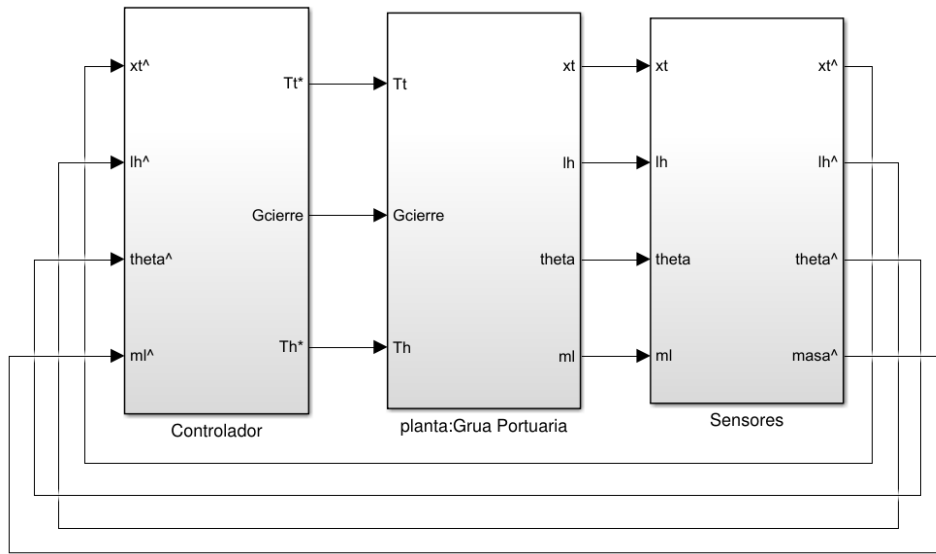 xt^
lh^
theta^
ml^
Tt*
Gcierre
Th*
Controlador
Tt
Gcierre
Th
xt
lh
theta
ml
planta:Grua Portuaria
xt
lh
theta
ml
xt^
lh^
theta^
masa^
Sensores